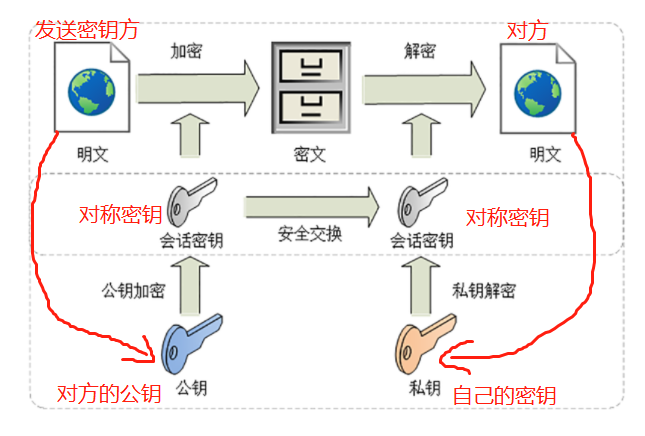 发送密钥方
对方
加密
解密
明文
密文
明文
对称密钥
对称密钥
会话密钥
安全交换
会话密钥
公钥加密
私钥解密
对方的公钥
公钥
私钥
自己的密钥